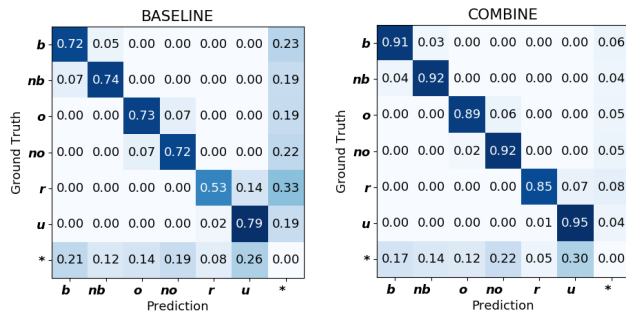 BASELINE
b 0.72 0.05 0.00 0.00 0.00 0.00 0.23
nb 0.07 0.74 0.00 0.00 0.00 0.00 0.19
o 0.00 0.00 0.73 0.07 0.00 0.00 0.19
no 0.00 0.00 0.07 0.72 0.00 0.00 0.22
r 0.00 0.00 0.00 0.00 0.53 0.14 0.33
u 0.00 0.00 0.00 0.00 0.02 0.79 0.19
* 0.21 0.12 0.14 0.19 0.08 0.26 0.00
b nb o no r u *
Ground Truth
Prediction
COMBINE
b 0.91 0.03 0.00 0.00 0.00 0.00 0.06
nb 0.04 0.92 0.00 0.00 0.00 0.00 0.04
o 0.00 0.00 0.89 0.06 0.00 0.00 0.05
no 0.00 0.00 0.02 0.92 0.00 0.00 0.05
r 0.00 0.00 0.00 0.00 0.85 0.07 0.08
u 0.00 0.00 0.00 0.00 0.01 0.95 0.04
* 0.17 0.14 0.12 0.22 0.05 0.30 0.00
b nb o no r u *
Ground Truth
Prediction